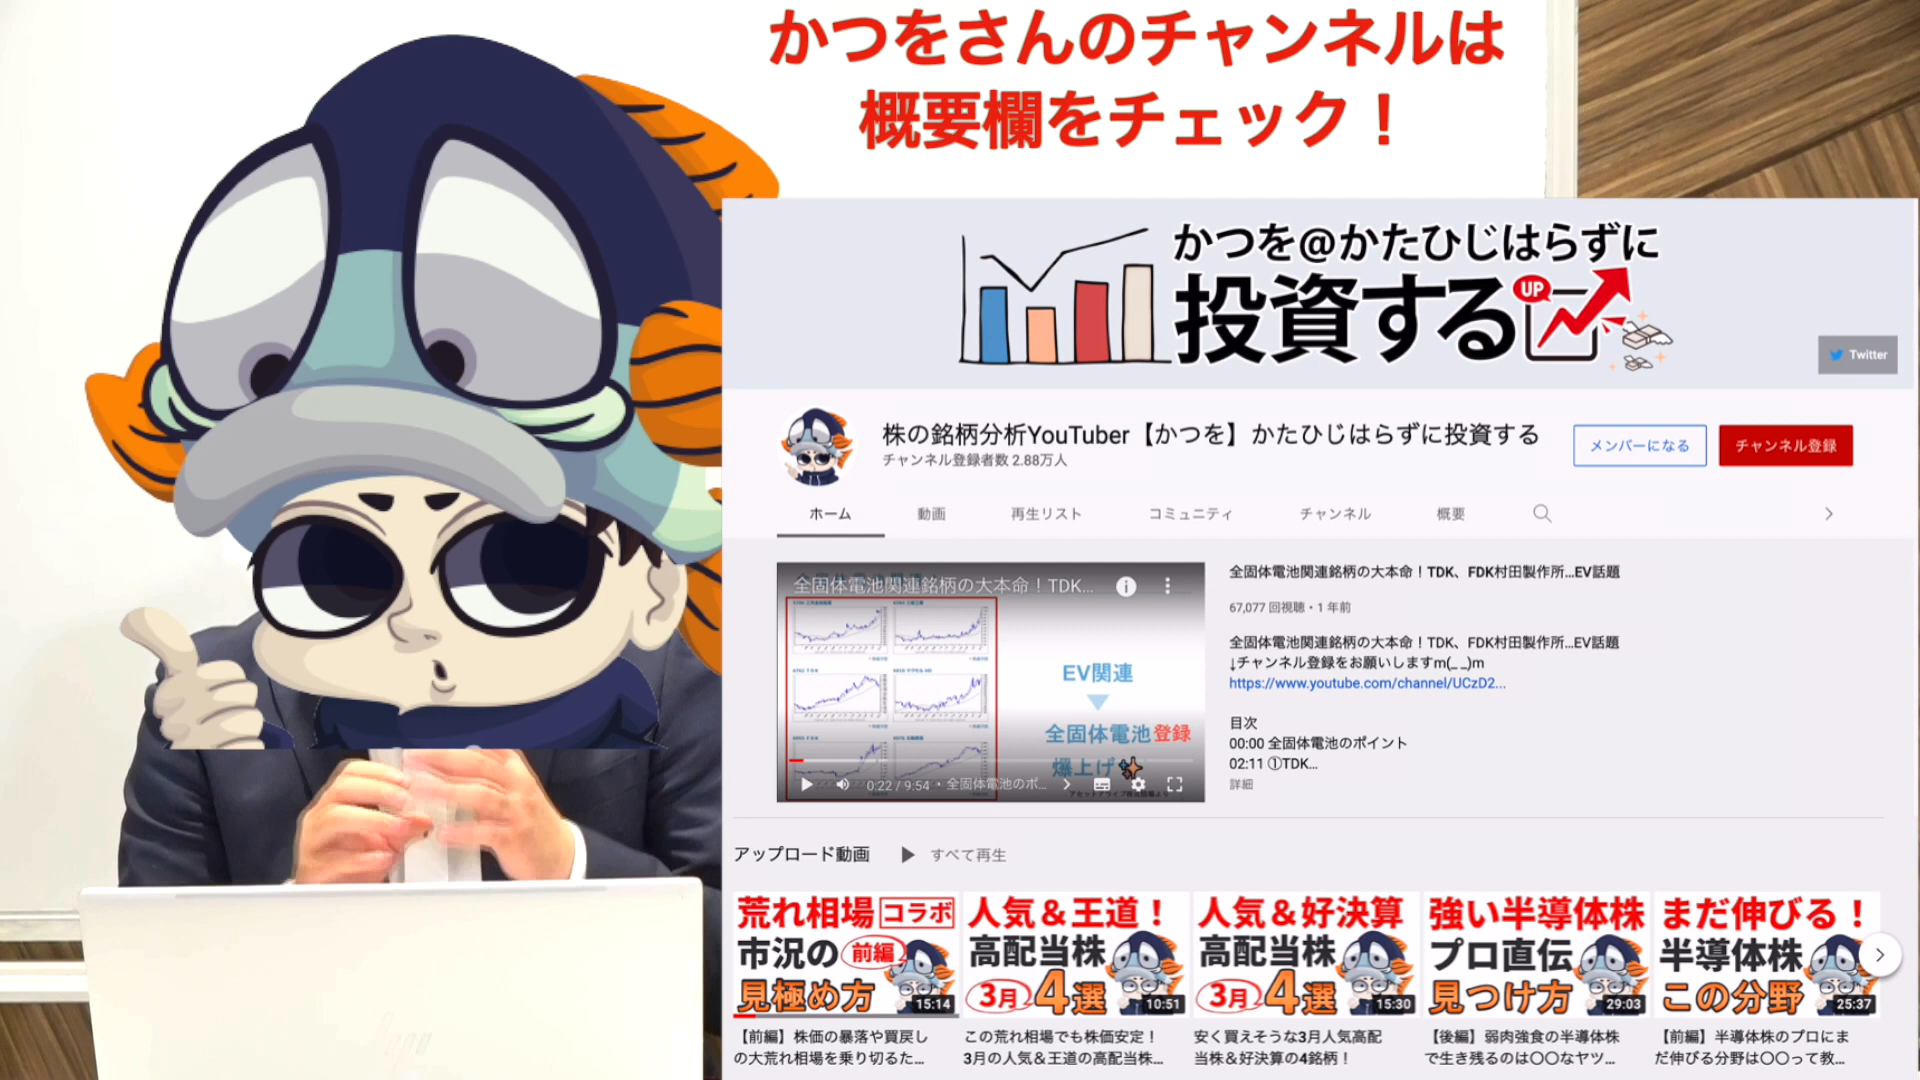 かつをさんのチャンネルは
概要欄をチェック！
かつを@かたひじはらずに
投資する
UP
Twitter
株の銘柄分析YouTuber【かつを】かたひじはらずに投資する
チャンネル登録者数 2.88万人
メンバーになる
チャンネル登録
ホーム
動画
再生リスト
コミュニティ
チャンネル
概要
全固体電池関連銘柄の大本命！TDK...
EV関連
全固体電池
登録
爆上げ
0:22 / 9:54・全固体電池のポ...
全固体電池関連銘柄の大本命！TDK、FDK村田製作所...EV話題
67,077 回視聴・1 年前
全固体電池関連銘柄の大本命！TDK、FDK村田製作所...EV話題
↓チャンネル登録をお願いしますm(_ _)m
https://www.youtube.com/channel/UCzD2...
目次
00:00 全固体電池のポイント
02:11 ①TDK...
詳細
アップロード動画
すべて再生
荒れ相場 コラボ
市況の 前編
見極め方
15:14
人気＆王道！
高配当株
3月 4選
10:51
人気＆好決算
高配当株
3月 4選
15:30
強い半導体株
プロ直伝
見つけ方
29:03
まだ伸びる！
半導体株
この分野
25:37
【前編】株価の暴落や買戻し
の大荒れ相場を乗り切るた...
この荒れ相場でも株価安定！
3月の人気＆王道の高配当株...
安く買えそうな3月人気高配
当株＆好決算の4銘柄！
【後編】弱肉強食の半導体株
で生き残るのは〇〇なヤツ...
【前編】半導体株のプロにま
だ伸びる分野は〇〇って教...